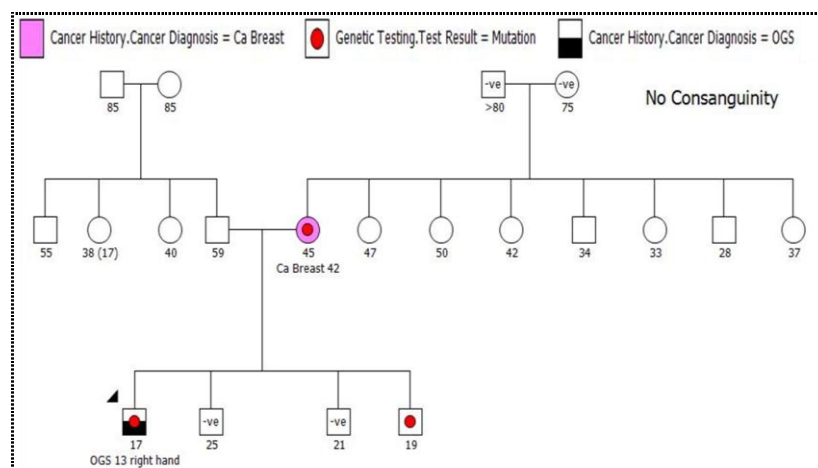 Cancer History.Cancer Diagnosis = Ca Breast
Genetic Testing.Test Result = Mutation
Cancer History.Cancer Diagnosis = OGS
-ve
-ve
No Consanguinity
85
85
>80
75
55
38 (17)
40
59
45
47
50
42
34
33
28
37
Ca Breast 42
-ve
-ve
17
25
21
19
OGS 13 right hand